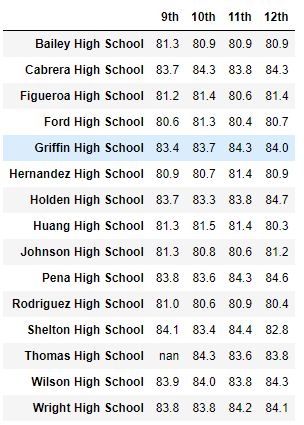 9th 10th 11th 12th
Bailey High School 81.3 80.9 80.9 80.9
Cabrera High School 83.7 84.3 83.8 84.3
Figueroa High School 81.2 81.4 80.6 81.4
Ford High School 80.6 81.3 80.4 80.7
Griffin High School 83.4 83.7 84.3 84.0
Hernandez High School 80.9 80.7 81.4 80.9
Holden High School 83.7 83.3 83.8 84.7
Huang High School 81.3 81.5 81.4 80.3
Johnson High School 81.3 80.8 80.6 81.2
Pena High School 83.8 83.6 84.3 84.6
Rodriguez High School 81.0 80.6 80.9 80.4
Shelton High School 84.1 83.4 84.4 82.8
Thomas High School nan 84.3 83.6 83.8
Wilson High School 83.9 84.0 83.8 84.3
Wright High School 83.8 83.8 84.2 84.1